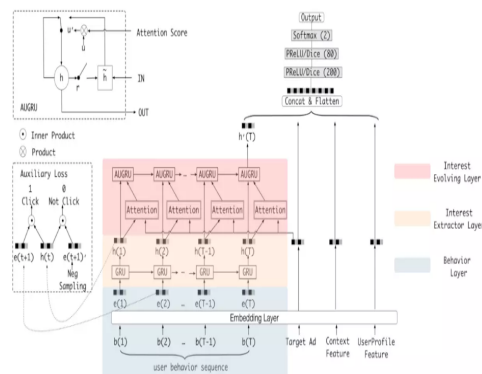 Output
Softmax (2)
PReLU/Dice (80)
PReLU/Dice (200)
Concat & Flatten
h'(T)
u'
Attention Score
u
h
r
h̃
IN
OUT
AUGRU
Inner Product
Product
Auxiliary Loss
1 0
Click Not Click
e(t+1) h(t) e(t+1)'
Neg
Sampling
AUGRU AUGRU – AUGRU AUGRU
Attention Attention Attention Attention
h(1) h(2) h(T-1) h(T)
GRU GRU – GRU GRU
e(1) e(2) – e(T-1) e(T)
Embedding Layer
b(1) b(2) – b(T-1) b(T)
user behavior sequence
Target Ad
Context
Feature
UserProfile
Feature
Interest
Evolving Layer
Interest
Extractor Layer
Behavior
Layer